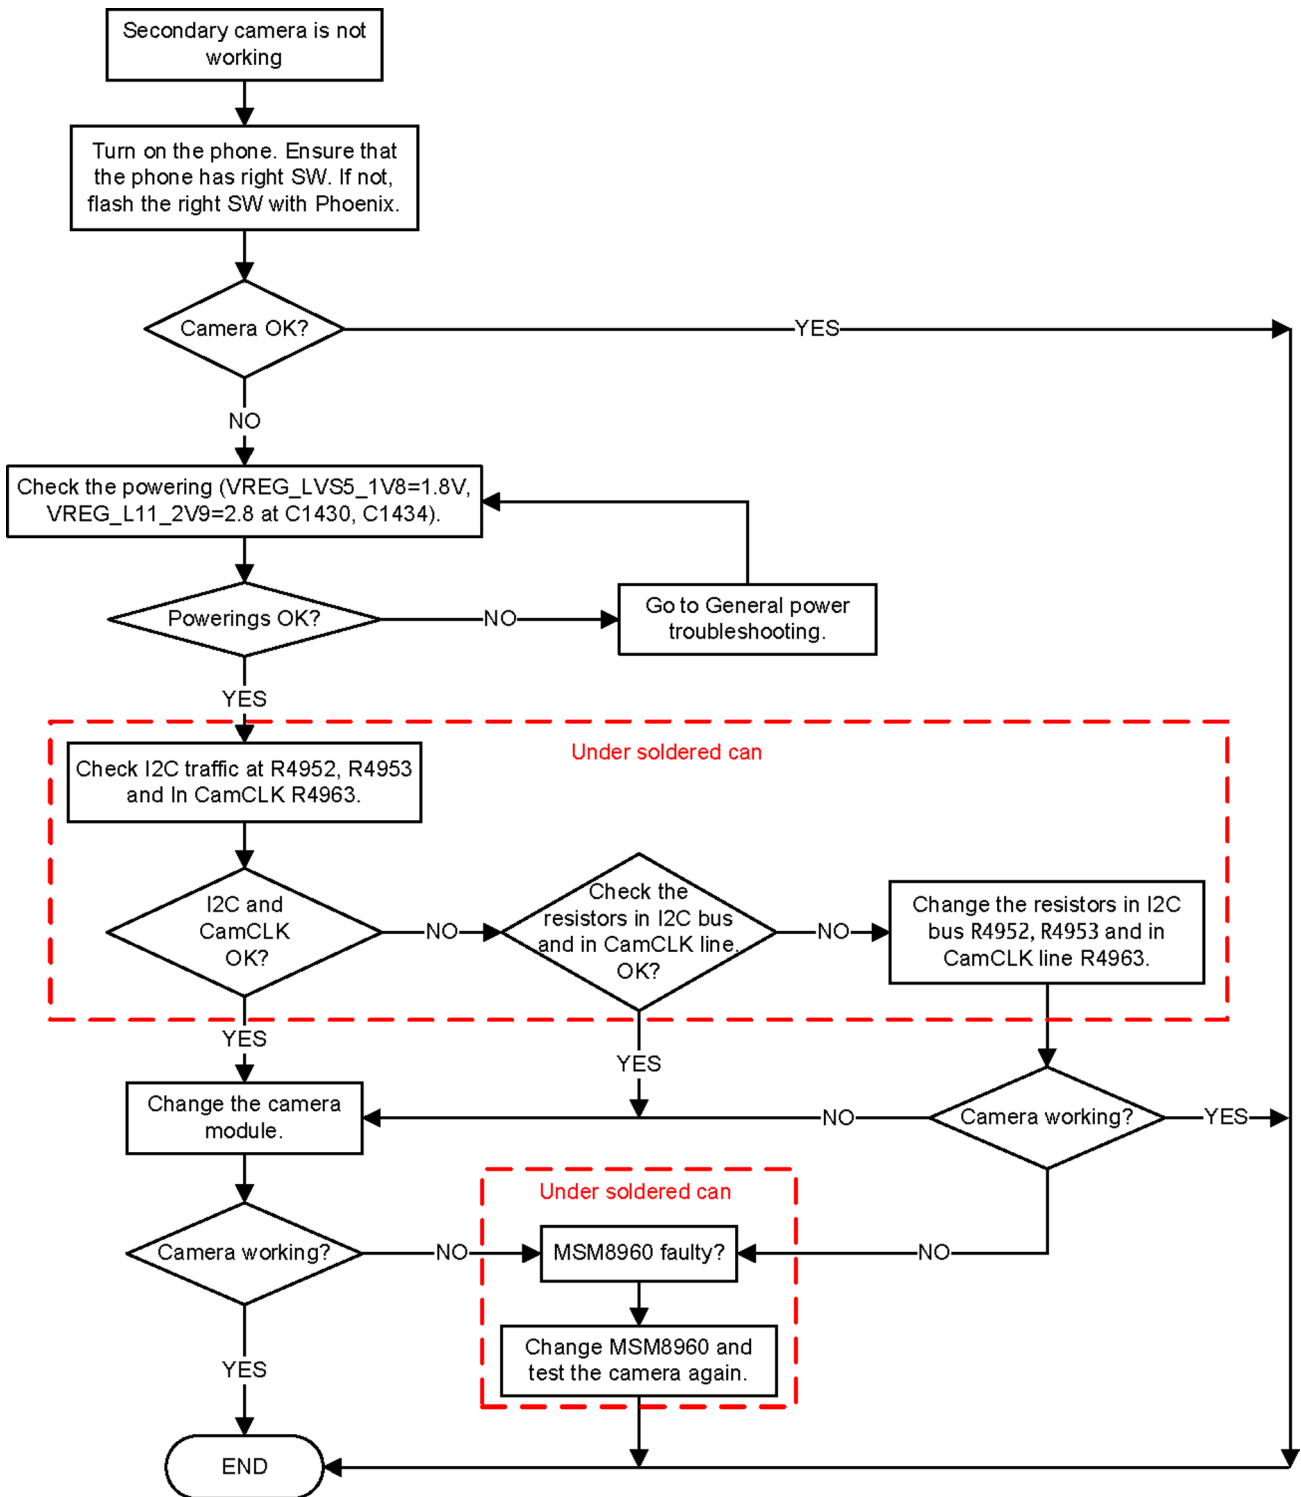 Secondary camera is not
working
Turn on the phone. Ensure that
the phone has right SW. If not,
flash the right SW with Phoenix.
Camera OK?
YES
NO
Check the powering (VREG_LVS5_1V8=1.8V,
VREG_L11_2V9=2.8 at C1430, C1434).
Powerings OK?
NO
Go to General power
troubleshooting.
YES
Under soldered can
Check I2C traffic at R4952, R4953
and In CamCLK R4963.
I2C and
CamCLK
OK?
NO
Check the
resistors in I2C bus
and in CamCLK line.
OK?
NO
Change the resistors in I2C
bus R4952, R4953 and in
CamCLK line R4963.
YES
YES
Change the camera
module.
NO
Camera working?
YES
Under soldered can
Camera working?
NO
MSM8960 faulty?
NO
Change MSM8960 and
test the camera again.
YES
END